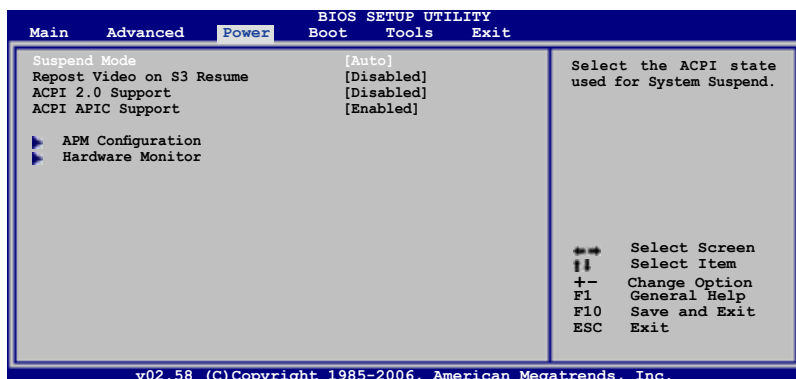 BIOS SETUP UTILITY
Main Advanced Power Boot Tools Exit
Suspend Mode [Auto]
Repost Video on S3 Resume [Disabled]
ACPI 2.0 Support [Disabled]
ACPI APIC Support [Enabled]
APM Configuration
Hardware Monitor
Select the ACPI state
used for System Suspend.
Select Screen
Select Item
+- Change Option
F1 General Help
F10 Save and Exit
ESC Exit
v02.58 (C)Copyright 1985-2006, American Megatrends, Inc.